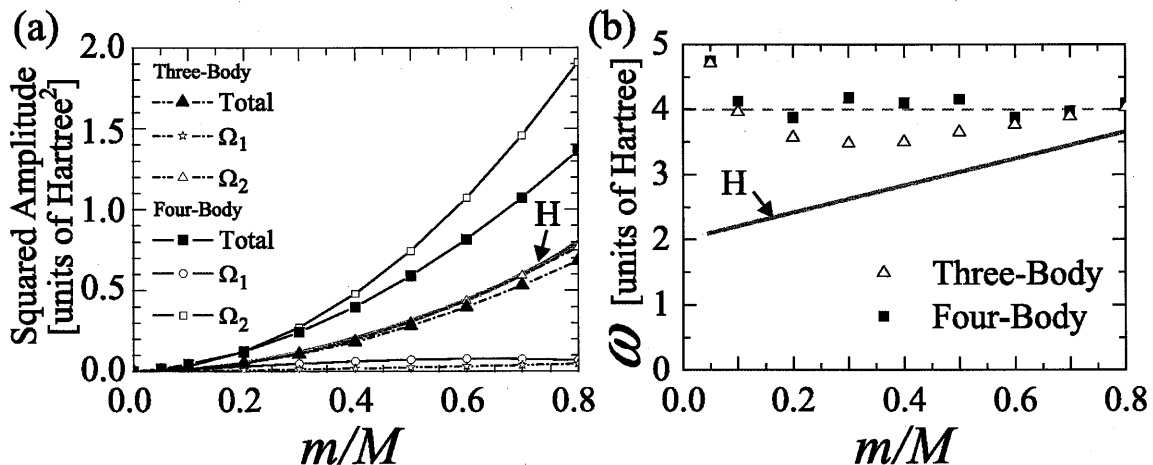 (a)
Squared Amplitude
[units of Hartree²]
2.0
1.5
1.0
0.5
0.0
Three-Body
Total
Ω₁
Ω₂
Four-Body
Total
Ω₁
Ω₂
H
0.0 0.2 0.4 0.6 0.8
m/M
(b)
ω [units of Hartree]
5
4
3
2
1
0
H
Three-Body
Four-Body
0.0 0.2 0.4 0.6 0.8
m/M